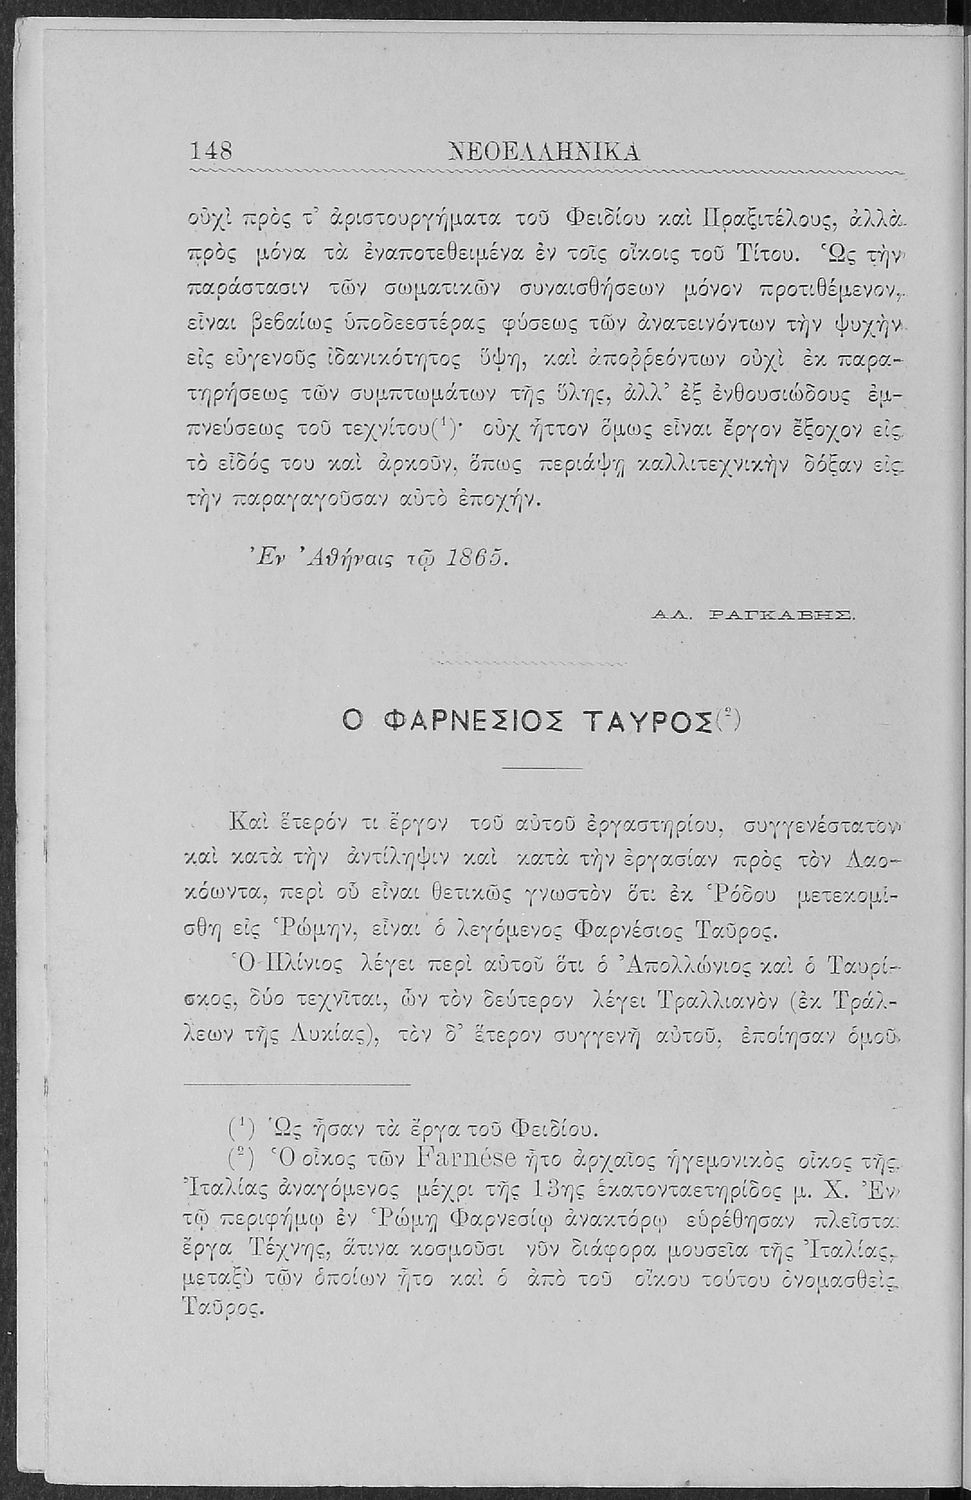 148 ΝΕΟΕΛΛΗΝΙΚΑ
οὐχὶ πρὸς τ' ἀριστουργήματα τοῦ Φειδίου καὶ Πραξιτέλους, ἀλλὰ
πρὸς μόνα τὰ ἐναποτεθειμένα ἐν τοῖς οἴκοις τοῦ Τίτου. Ὡς τὴν
παράστασιν τῶν σωματικῶν συναισθήσεων μόνον προτιθέμενον,
εἶναι βεβαίως ὑποδεεστέρας φύσεως τῶν ἀνατεινόντων τὴν ψυχὴν
εἰς εὐγενοῦς ἰδανικότητος ὕψη, καὶ ἀποῤῥεόντων οὐχὶ ἐκ παρα-
τηρήσεως τῶν συμπτωμάτων τῆς ὕλης, ἀλλ' ἐξ ἐνθουσιώδους ἐμ-
πνεύσεως τοῦ τεχνίτου(¹)· οὐχ ἧττον ὅμως εἶναι ἔργον ἔξοχον εἰς
τὸ εἶδός του καὶ ἀρκοῦν, ὅπως περιάψῃ καλλιτεχνικὴν δόξαν εἰς
τὴν παραγαγοῦσαν αὐτὸ ἐποχήν.
Ἐν Ἀθήναις τῷ 1865.
ΑΛ. ΡΑΓΚΑΒΗΣ.
Ο ΦΑΡΝΕΣΙΟΣ ΤΑΥΡΟΣ(²)
Καὶ ἕτερόν τι ἔργον τοῦ αὐτοῦ ἐργαστηρίου, συγγενέστατον
καὶ κατὰ τὴν ἀντίληψιν καὶ κατὰ τὴν ἐργασίαν πρὸς τὸν Λαο-
κόωντα, περὶ οὗ εἶναι θετικῶς γνωστὸν ὅτι ἐκ Ῥόδου μετεκομί-
σθη εἰς Ῥώμην, εἶναι ὁ λεγόμενος Φαρνέσιος Ταῦρος.
Ὁ Πλίνιος λέγει περὶ αὐτοῦ ὅτι ὁ Ἀπολλώνιος καὶ ὁ Ταυρί-
σκος, δύο τεχνῖται, ὧν τὸν δεύτερον λέγει Τραλλιανὸν (ἐκ Τράλ-
λεων τῆς Λυκίας), τὸν δ' ἕτερον συγγενῆ αὐτοῦ, ἐποίησαν ὁμοῦ
(¹) Ὡς ἦσαν τὰ ἔργα τοῦ Φειδίου.
(²) Ὁ οἶκος τῶν Farnése ἦτο ἀρχαῖος ἡγεμονικὸς οἶκος τῆς
Ἰταλίας ἀναγόμενος μέχρι τῆς 13ης ἑκατονταετηρίδος μ. Χ. Ἐν
τῷ περιφήμῳ ἐν Ῥώμῃ Φαρνεσίῳ ἀνακτόρῳ εὑρέθησαν πλεῖστα
ἔργα Τέχνης, ἅτινα κοσμοῦσι νῦν διάφορα μουσεῖα τῆς Ἰταλίας,
μεταξὺ τῶν ὁποίων ἦτο καὶ ὁ ἀπὸ τοῦ οἴκου τούτου ὀνομασθεὶς
Ταῦρος.